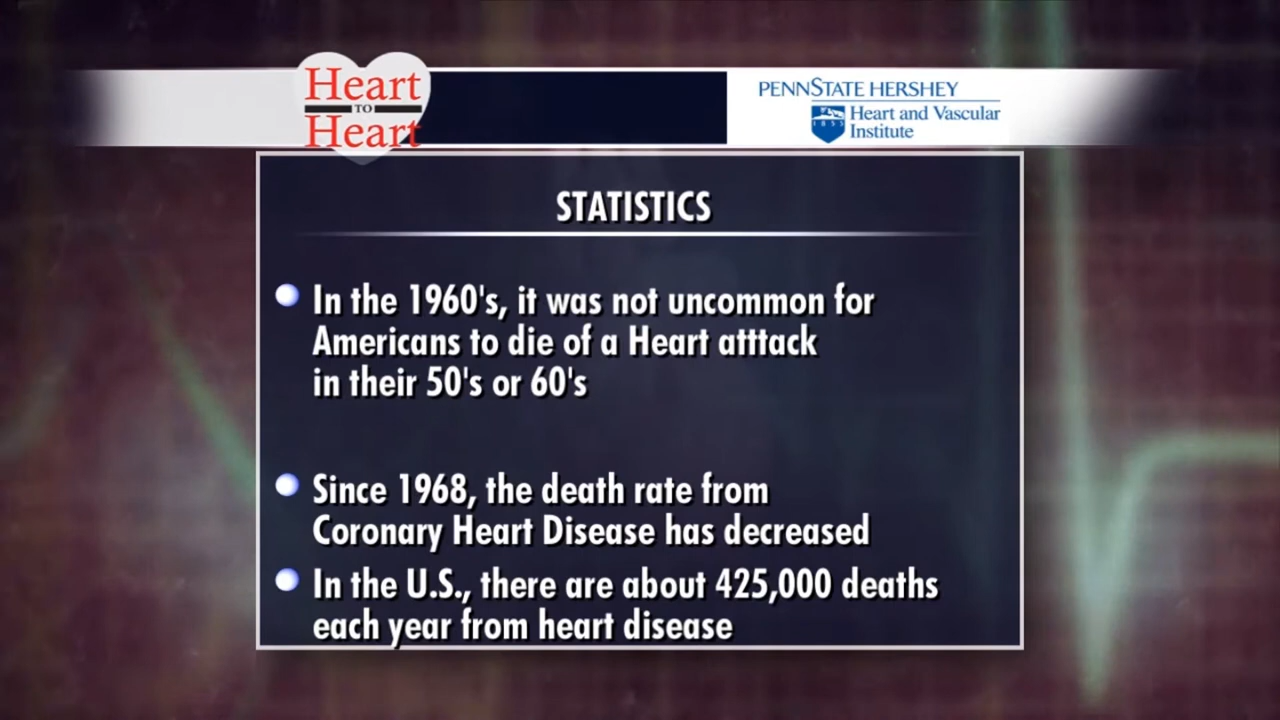 Heart
TO
Heart
PENNSTATE HERSHEY
Heart and Vascular
Institute
1855
STATISTICS
In the 1960's, it was not uncommon for
Americans to die of a Heart atttack
in their 50's or 60's
Since 1968, the death rate from
Coronary Heart Disease has decreased
In the U.S., there are about 425,000 deaths
each year from heart disease